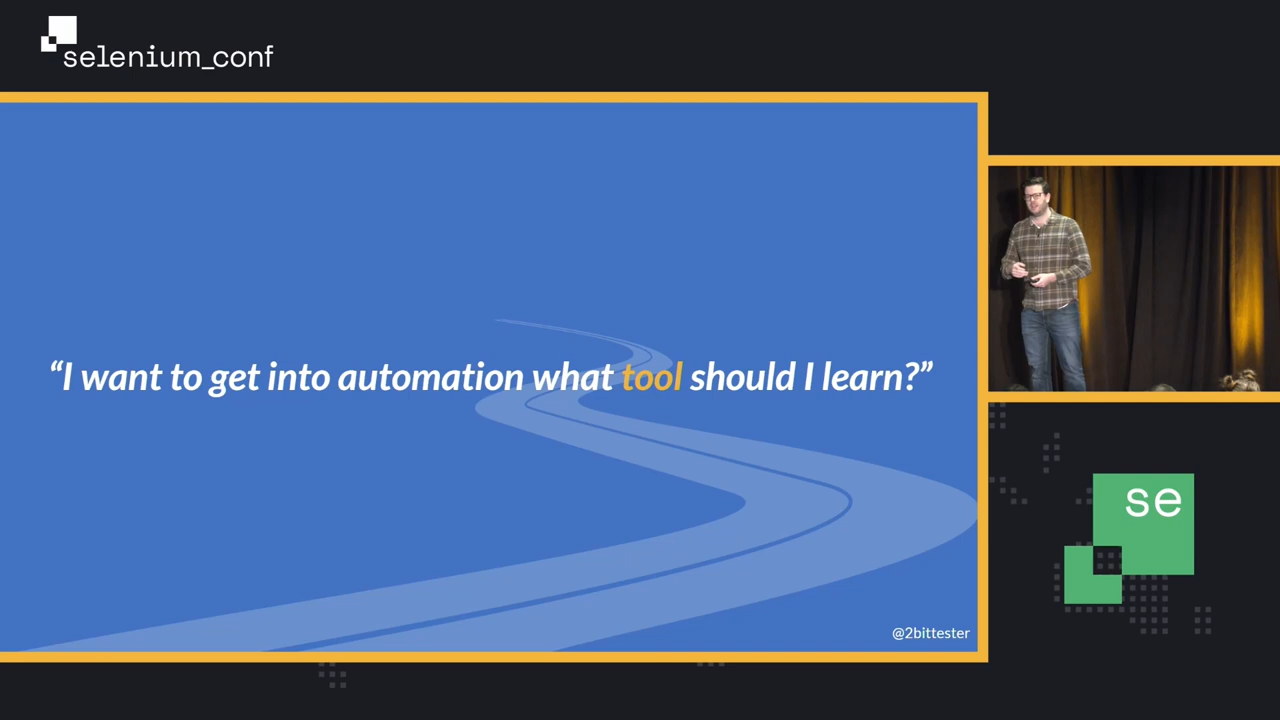 selenium_conf
“I want to get into automation what tool should I learn?”
@2bittester
se